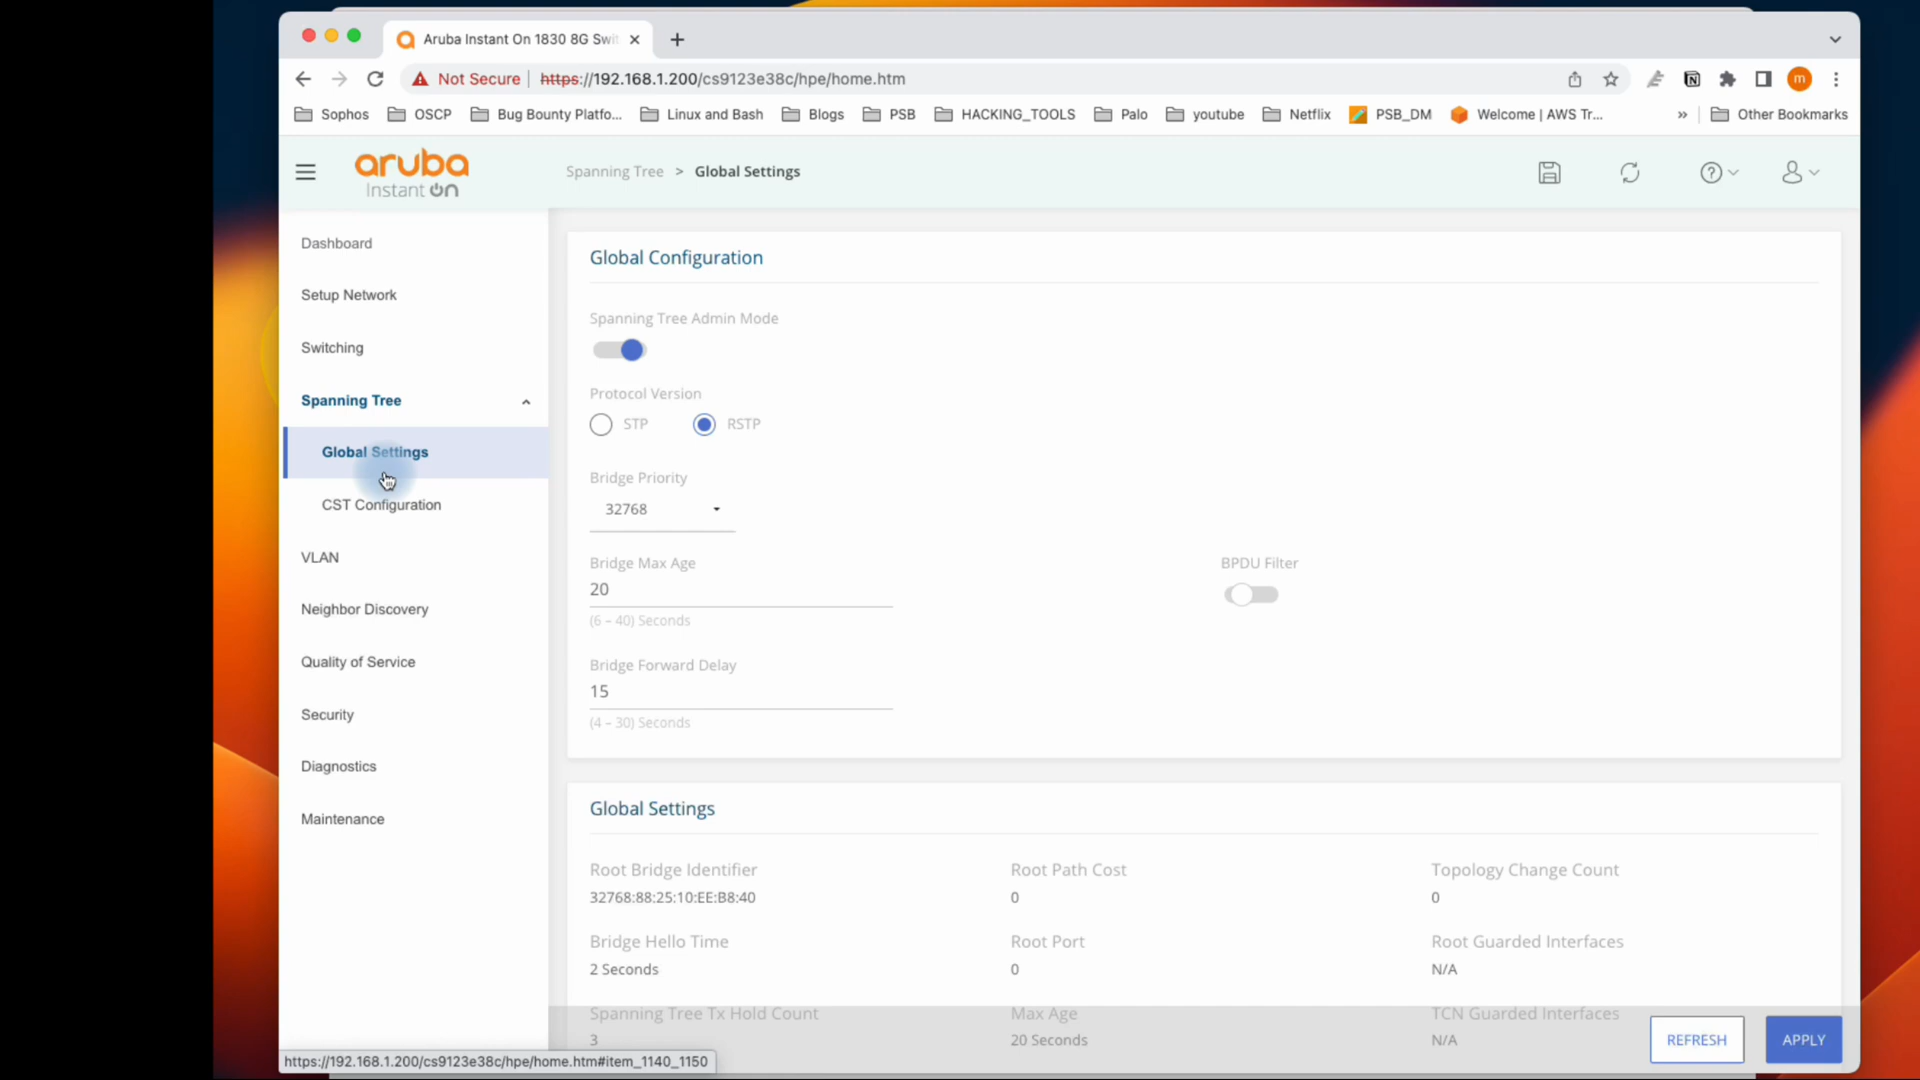 Aruba Instant On 1830 8G Swi
Not Secure https://192.168.1.200/cs9123e38c/hpe/home.htm
m
Sophos OSCP Bug Bounty Platfo... Linux and Bash Blogs PSB HACKING_TOOLS Palo youtube Netflix PSB_DM Welcome | AWS Tr... » Other Bookmarks
aruba
Instant On
Spanning Tree > Global Settings
Dashboard
Setup Network
Switching
Spanning Tree
Global Settings
CST Configuration
VLAN
Neighbor Discovery
Quality of Service
Security
Diagnostics
Maintenance
Global Configuration
Spanning Tree Admin Mode
Protocol Version
STP RSTP
Bridge Priority
32768
Bridge Max Age
20
(6 – 40) Seconds
BPDU Filter
Bridge Forward Delay
15
(4 – 30) Seconds
Global Settings
Root Bridge Identifier Root Path Cost Topology Change Count
32768:88:25:10:EE:B8:40 0 0
Bridge Hello Time Root Port Root Guarded Interfaces
2 Seconds 0 N/A
Spanning Tree Tx Hold Count Max Age TCN Guarded Interfaces
3 20 Seconds N/A
REFRESH APPLY
https://192.168.1.200/cs9123e38c/hpe/home.htm#item_1140_1150